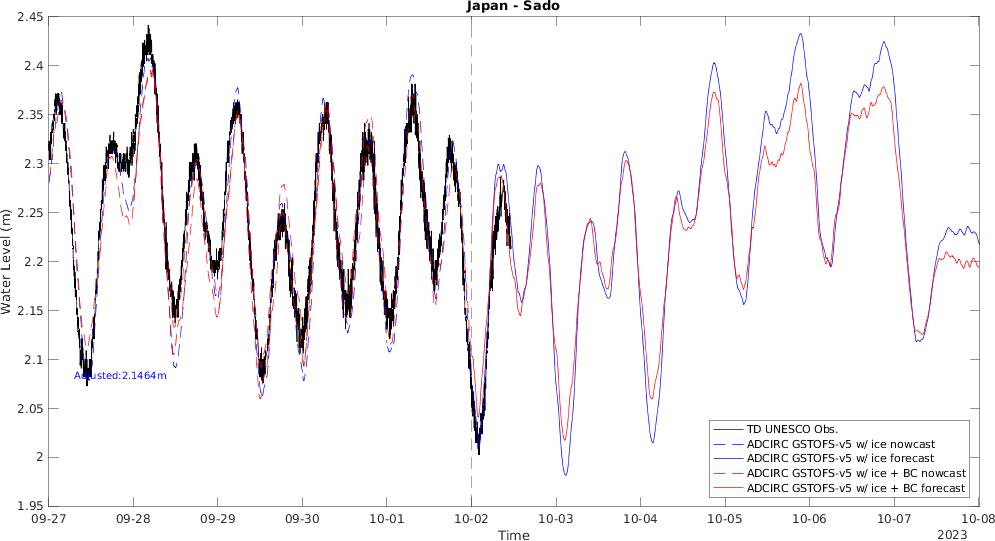 Japan - Sado
2.45
2.4
2.35
2.3
2.25
2.2
2.15
2.1
2.05
2
1.95
Water Level (m)
Adjusted:2.1464m
TD UNESCO Obs.
ADCIRC GSTOFS-v5 w/ ice nowcast
ADCIRC GSTOFS-v5 w/ ice forecast
ADCIRC GSTOFS-v5 w/ ice + BC nowcast
ADCIRC GSTOFS-v5 w/ ice + BC forecast
09-27 09-28 09-29 09-30 10-01 10-02 10-03 10-04 10-05 10-06 10-07 10-08
Time
2023